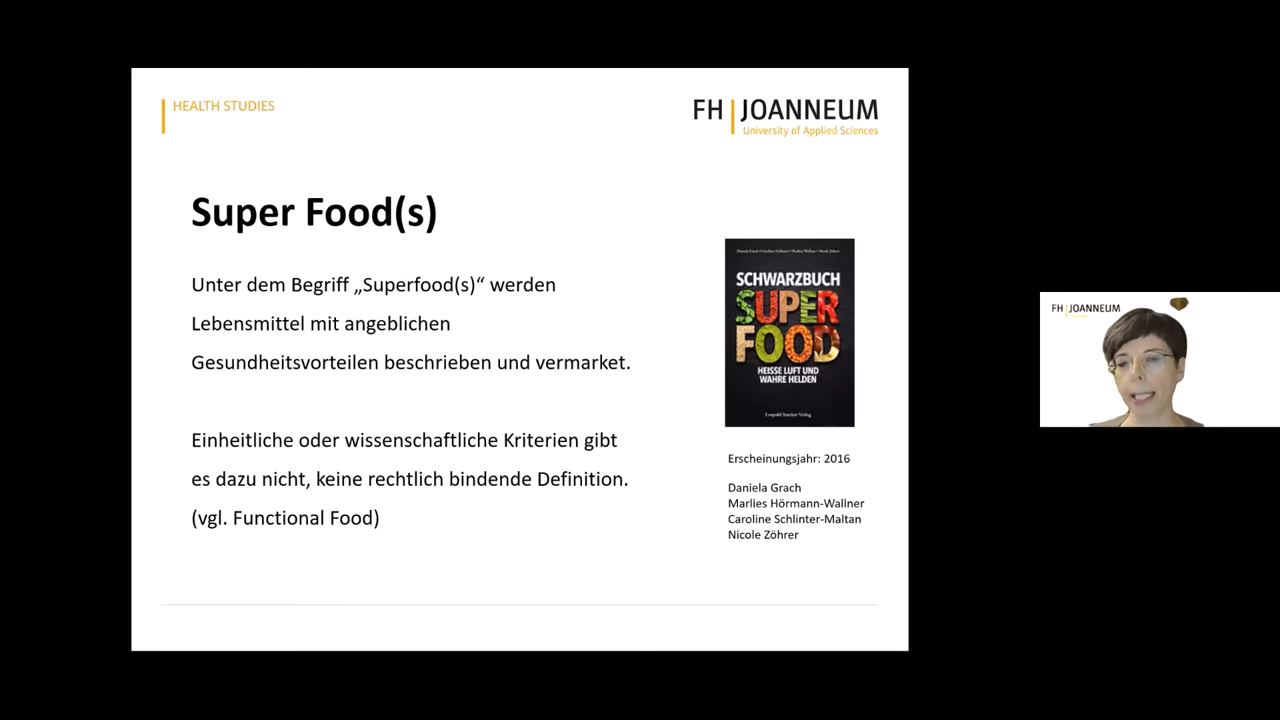 HEALTH STUDIES
FH JOANNEUM
University of Applied Sciences
Super Food(s)
Unter dem Begriff „Superfood(s)“ werden
Lebensmittel mit angeblichen
Gesundheitsvorteilen beschrieben und vermarket.
Einheitliche oder wissenschaftliche Kriterien gibt
es dazu nicht, keine rechtlich bindende Definition.
(vgl. Functional Food)
SCHWARZBUCH
SUPER
FOOD
HEISSE LUFT UND
WAHRE HELDEN
Leopold Stocker Verlag
Erscheinungsjahr: 2016
Daniela Grach
Marlies Hörmann-Wallner
Caroline Schlinter-Maltan
Nicole Zöhrer
FH JOANNEUM